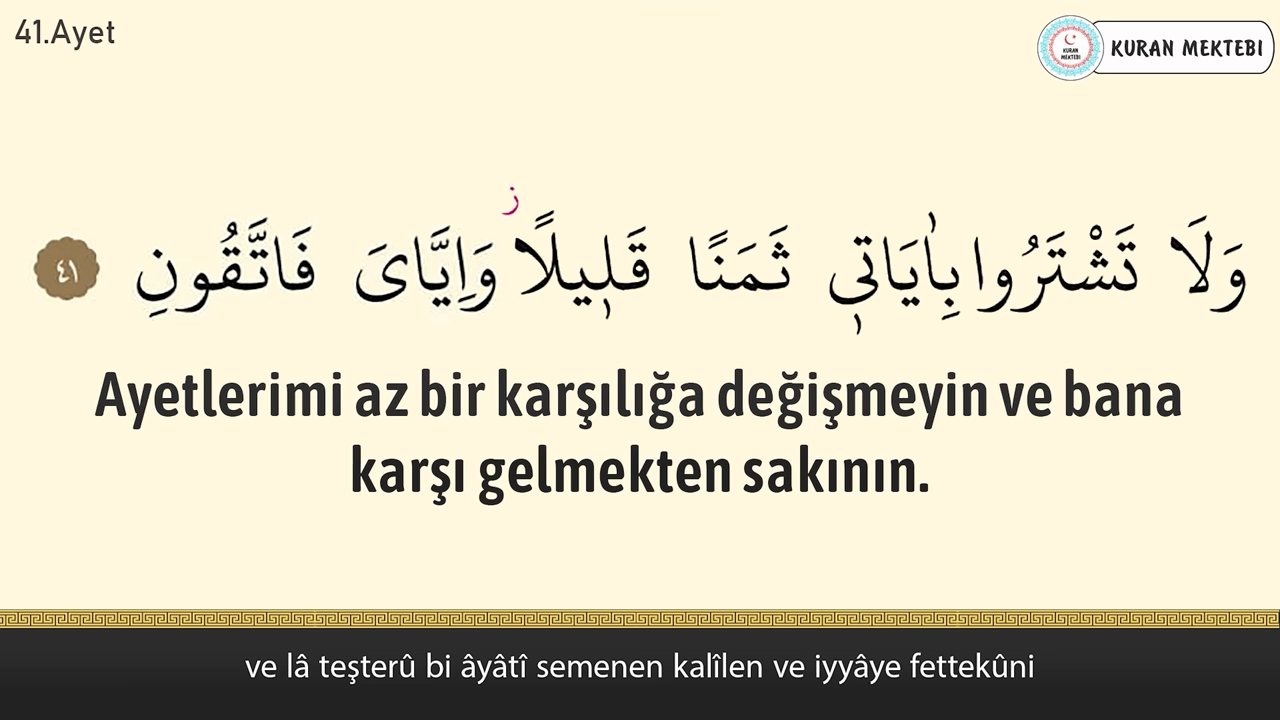 41.Ayet
KURAN MEKTEBI
KURAN MEKTEBI
ز
وَلَا تَشْتَرُوا بِاٰيَاتٖي ثَمَنًا قَلٖيلًا وَاِيَّایَ فَاتَّقُونِ ٤١
Ayetlerimi az bir karşılığa değişmeyin ve bana
karşı gelmekten sakının.
ve lâ teşterû bi âyâtî semenen kalîlen ve iyyâye fettekûni